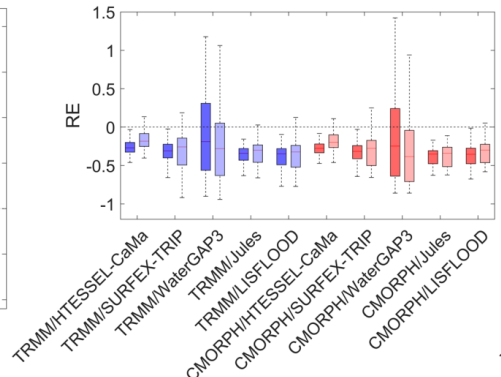 RE
1.5
1
0.5
0
-0.5
-1
TRMM/HTESSEL-CaMa
TRMM/SURFEX-TRIP
TRMM/WaterGAP3
TRMM/Jules
TRMM/LISFLOOD
CMORPH/HTESSEL-CaMa
CMORPH/SURFEX-TRIP
CMORPH/WaterGAP3
CMORPH/Jules
CMORPH/LISFLOOD